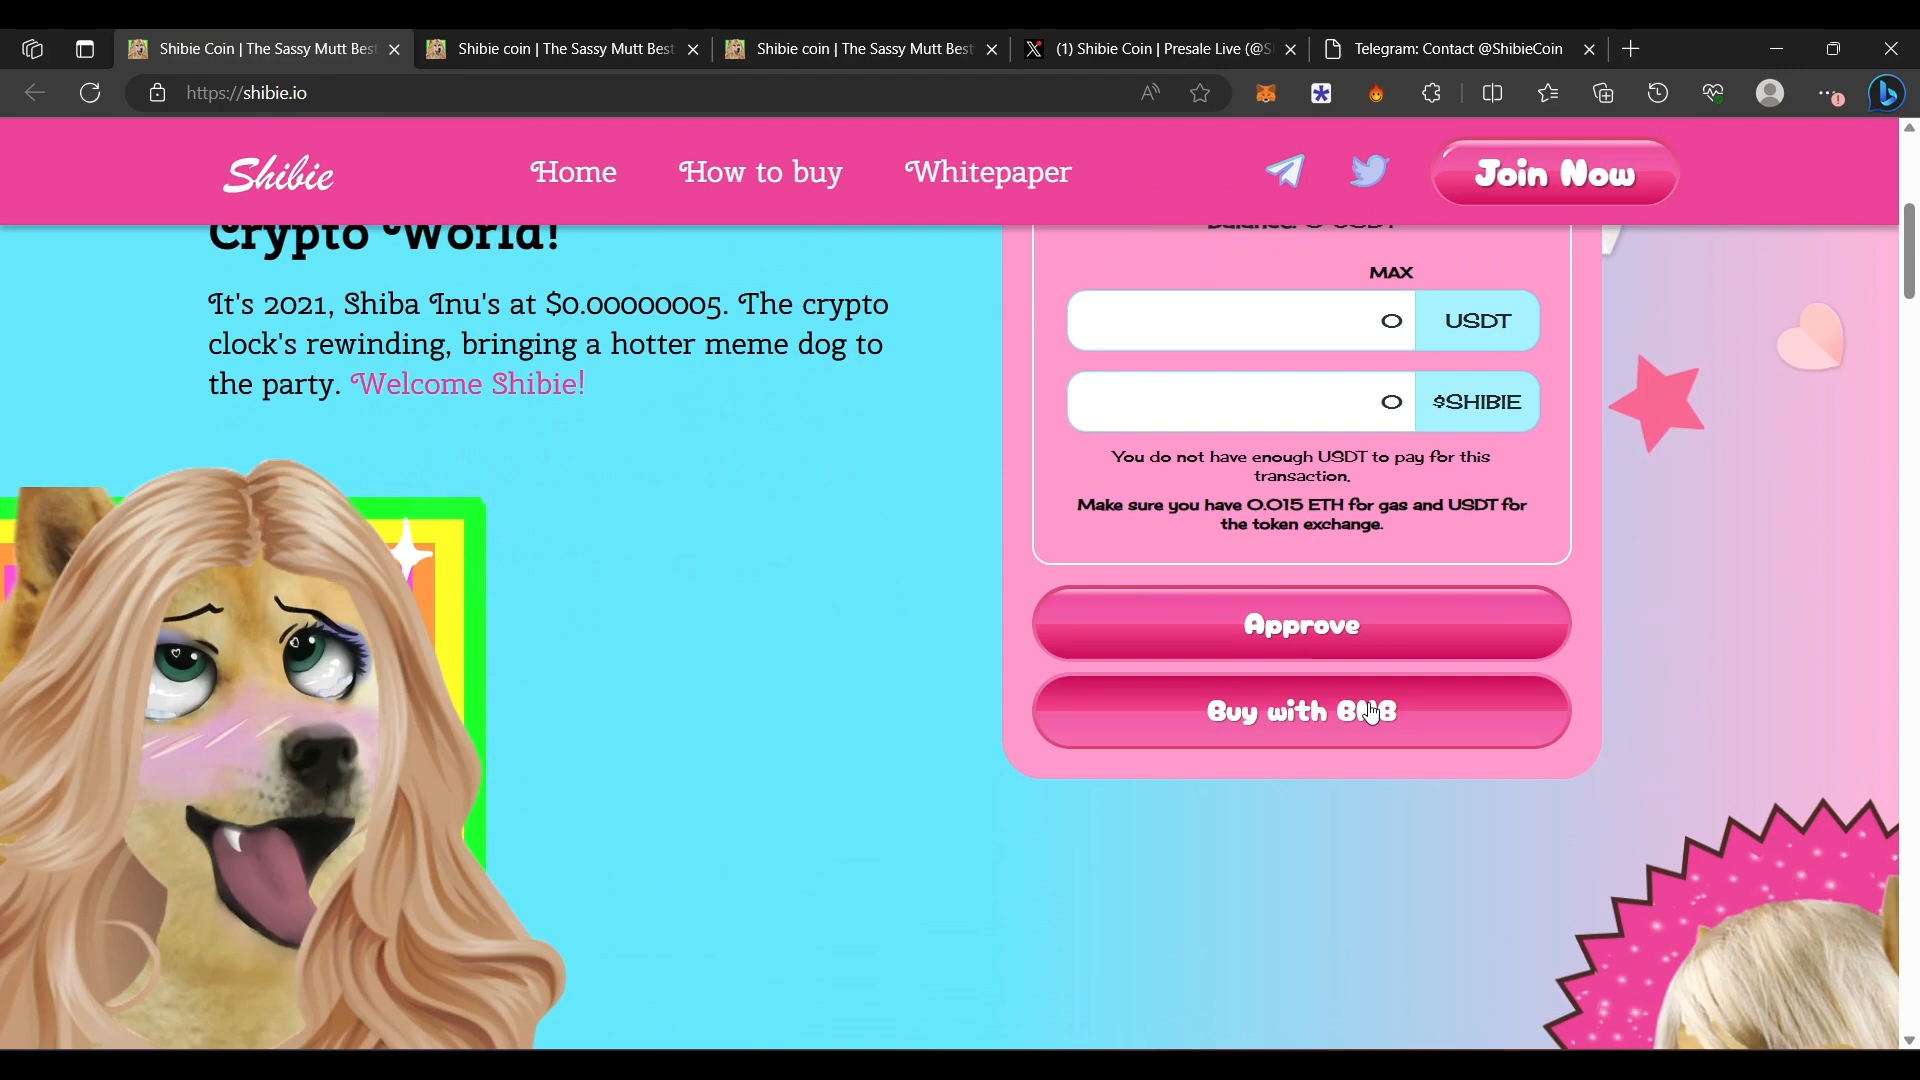 Shibie Coin | The Sassy Mutt Bes
Shibie coin | The Sassy Mutt Best
Shibie coin | The Sassy Mutt Best
(1) Shibie Coin | Presale Live (@S
Telegram: Contact @ShibieCoin
https://shibie.io
Shibie
Home
How to buy
Whitepaper
Join Now
Crypto World!
It's 2021, Shiba Inu's at $0.00000005. The crypto
clock's rewinding, bringing a hotter meme dog to
the party. Welcome Shibie!
Balance: 0 USDT
MAX
0 USDT
0 $SHIBIE
You do not have enough USDT to pay for this
transaction.
Make sure you have 0.015 ETH for gas and USDT for
the token exchange.
Approve
Buy with BNB